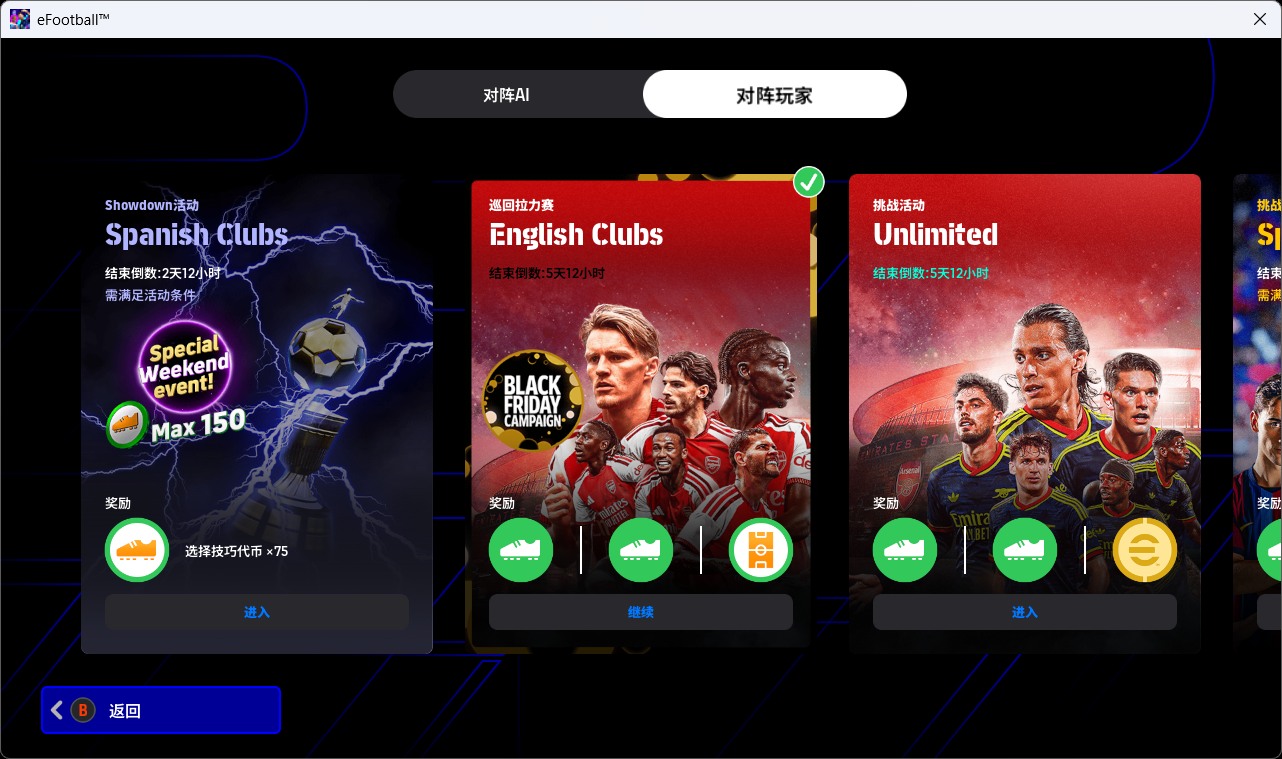 eFootball™
对阵AI
对阵玩家
Showdown活动
Spanish Clubs
结束倒数:2天12小时
需满足活动条件
Special
Weekend
event!
Max 150
奖励
选择技巧代币 ×75
进入
巡回拉力赛
English Clubs
结束倒数:5天12小时
BLACK
FRIDAY
CAMPAIGN
奖励
继续
挑战活动
Unlimited
结束倒数:5天12小时
Arsenal
奖励
进入
挑战
Sp
结束
需满
奖励
B
返回